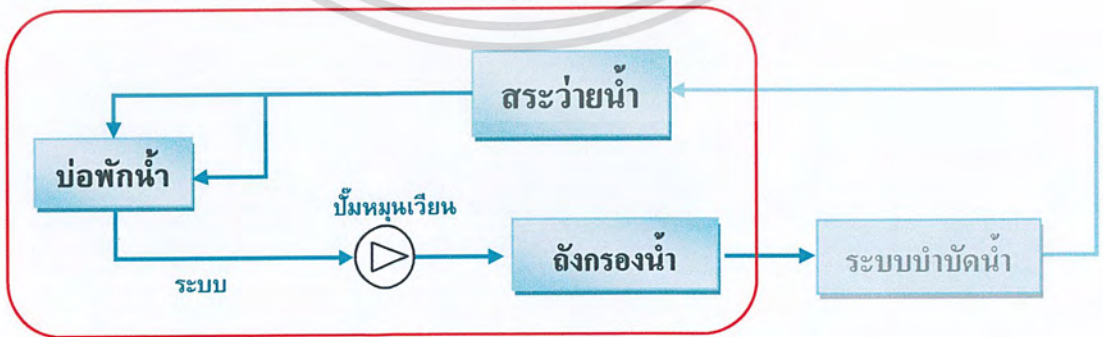 สระว่ายน้ำ
บ่อพักน้ำ
ปั๊มหมุนเวียน
ถังกรองน้ำ
ระบบบำบัดน้ำ
ระบบ